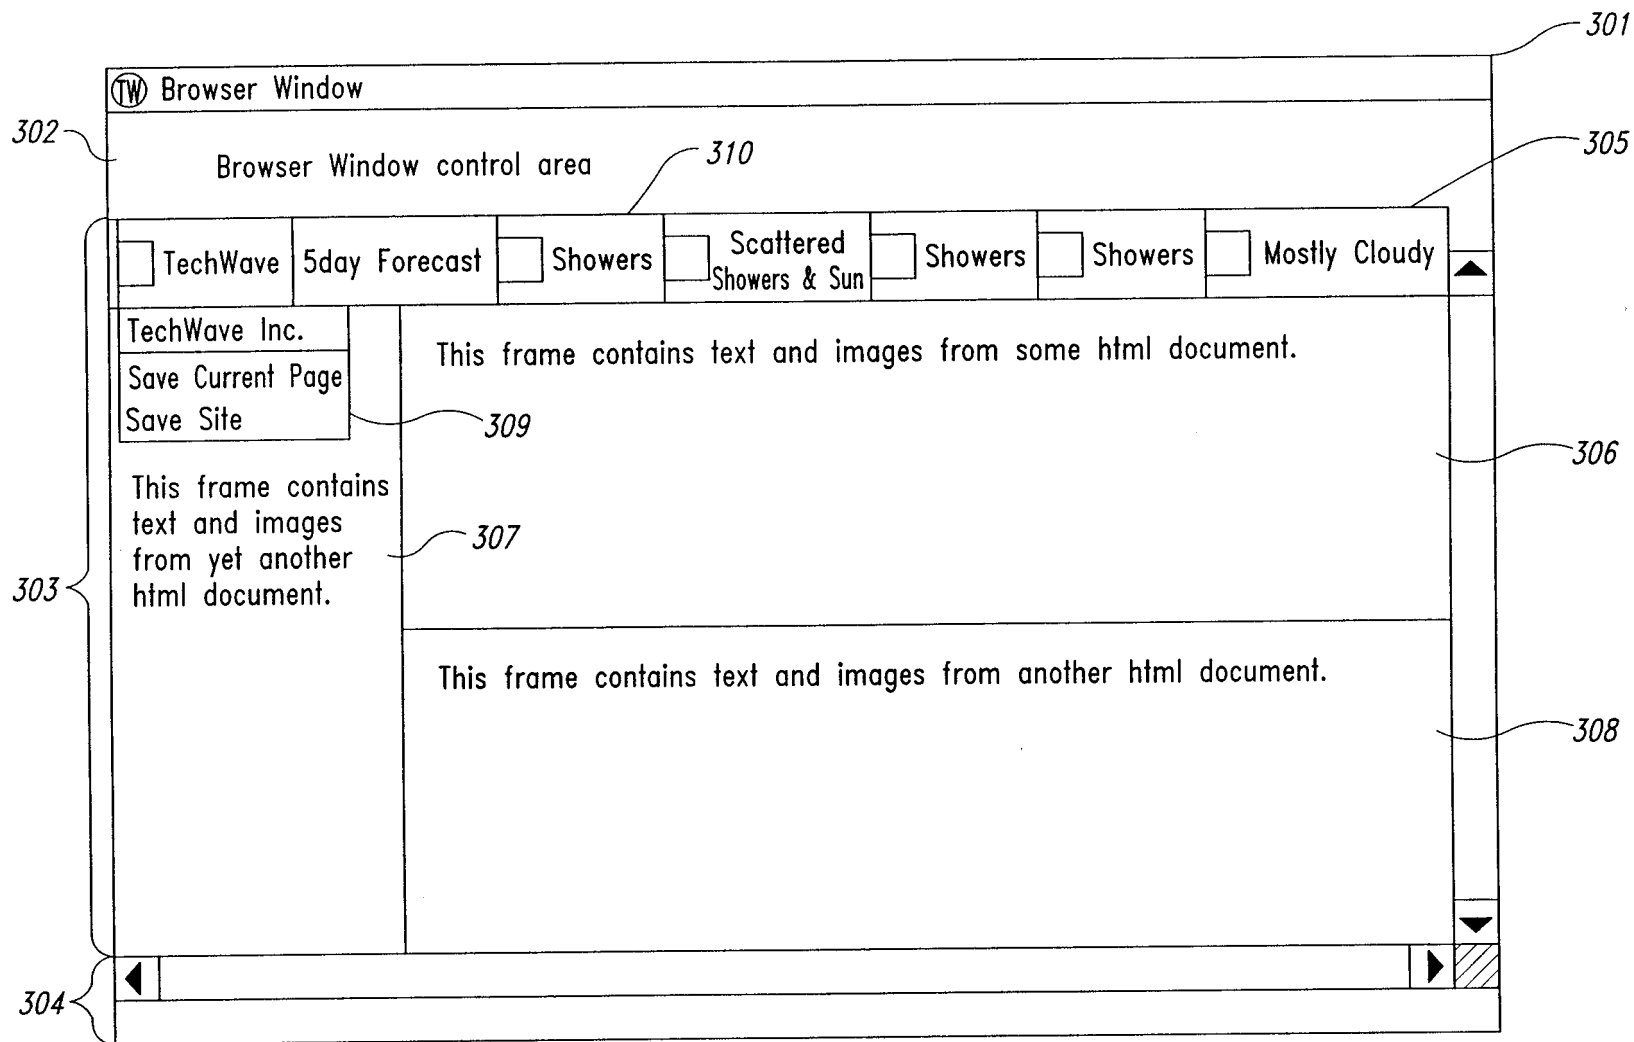 301
TW Browser Window
302
Browser Window control area
310
305
TechWave
5day Forecast
Showers
Scattered
Showers & Sun
Showers
Showers
Mostly Cloudy
TechWave Inc.
Save Current Page
Save Site
309
This frame contains text and images from some html document.
306
This frame contains
text and images
from yet another
html document.
307
303
This frame contains text and images from another html document.
308
304